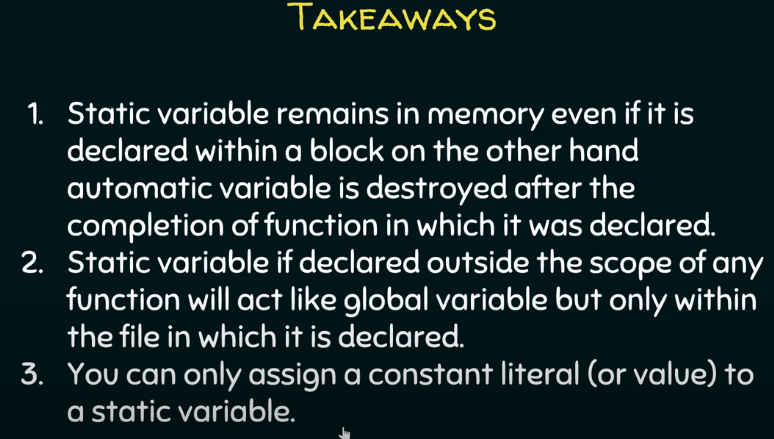 TAKEAWAYS
1. Static variable remains in memory even if it is
declared within a block on the other hand
automatic variable is destroyed after the
completion of function in which it was declared.
2. Static variable if declared outside the scope of any
function will act like global variable but only within
the file in which it is declared.
3. You can only assign a constant literal (or value) to
a static variable.